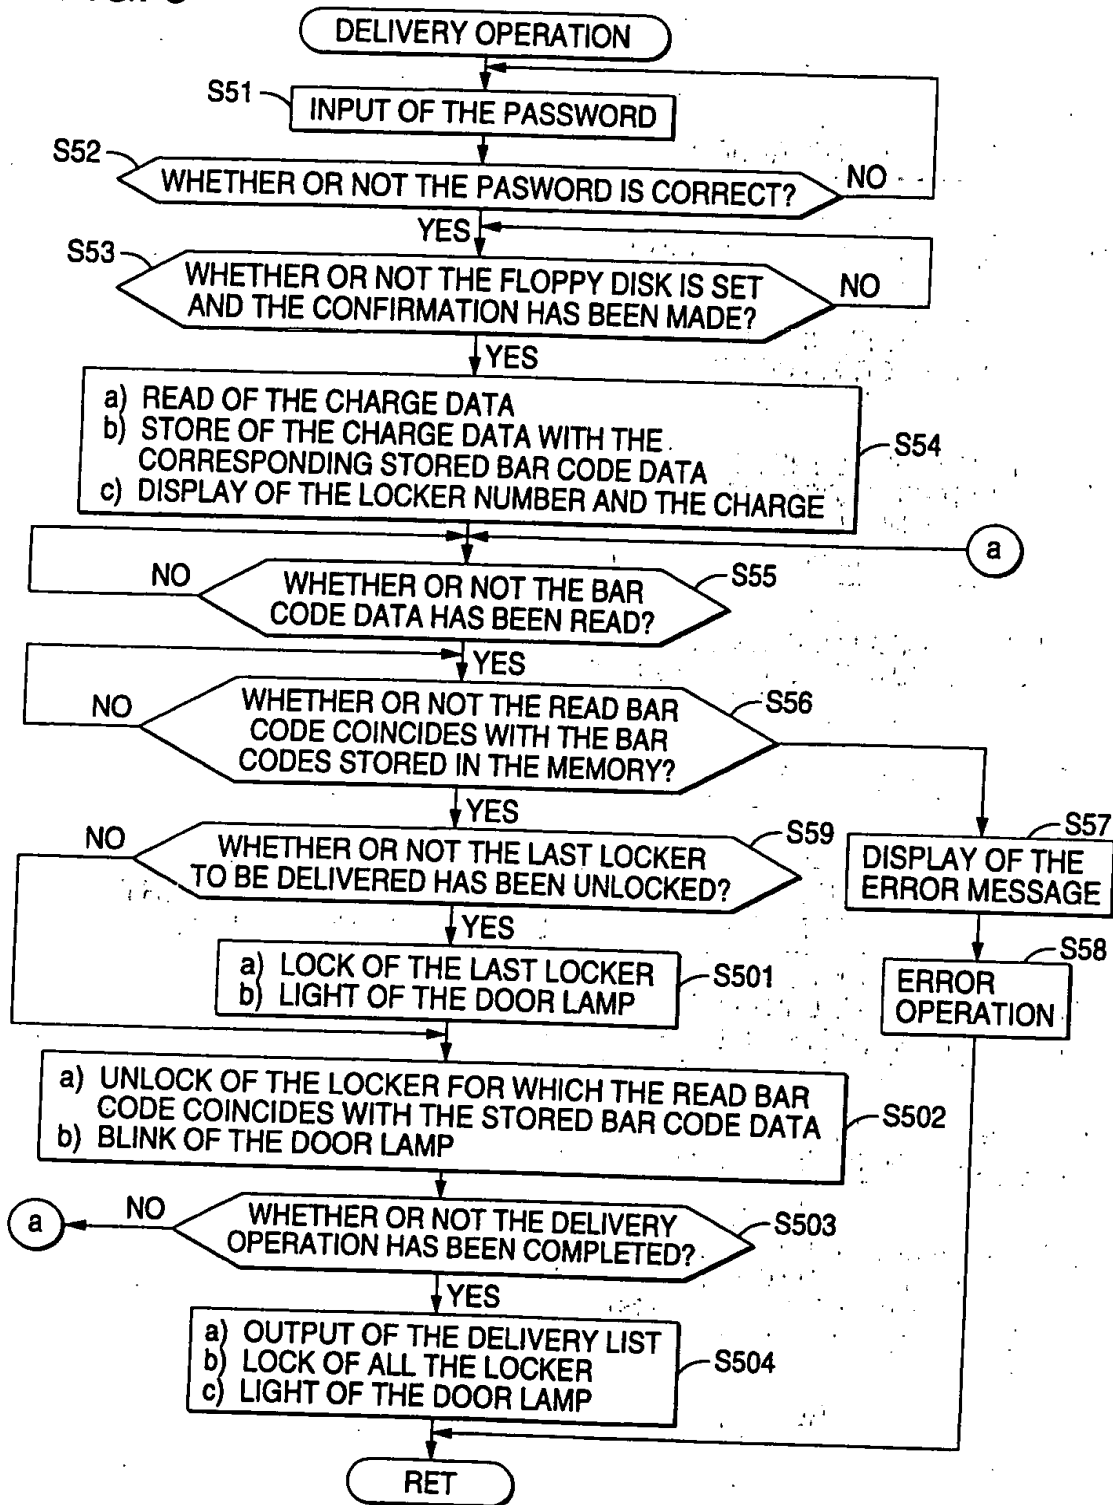 DELIVERY OPERATION
S51
INPUT OF THE PASSWORD
S52
WHETHER OR NOT THE PASWORD IS CORRECT?
NO
YES
S53
WHETHER OR NOT THE FLOPPY DISK IS SET
AND THE CONFIRMATION HAS BEEN MADE?
NO
YES
a) READ OF THE CHARGE DATA
b) STORE OF THE CHARGE DATA WITH THE
CORRESPONDING STORED BAR CODE DATA
c) DISPLAY OF THE LOCKER NUMBER AND THE CHARGE
S54
a
NO
WHETHER OR NOT THE BAR
CODE DATA HAS BEEN READ?
S55
YES
NO
WHETHER OR NOT THE READ BAR
CODE COINCIDES WITH THE BAR
CODES STORED IN THE MEMORY?
S56
YES
S57
DISPLAY OF THE
ERROR MESSAGE
NO
WHETHER OR NOT THE LAST LOCKER
TO BE DELIVERED HAS BEEN UNLOCKED?
S59
YES
S58
ERROR
OPERATION
a) LOCK OF THE LAST LOCKER
b) LIGHT OF THE DOOR LAMP
S501
a) UNLOCK OF THE LOCKER FOR WHICH THE READ BAR
CODE COINCIDES WITH THE STORED BAR CODE DATA
b) BLINK OF THE DOOR LAMP
S502
a
NO
WHETHER OR NOT THE DELIVERY
OPERATION HAS BEEN COMPLETED?
S503
YES
a) OUTPUT OF THE DELIVERY LIST
b) LOCK OF ALL THE LOCKER
c) LIGHT OF THE DOOR LAMP
S504
RET